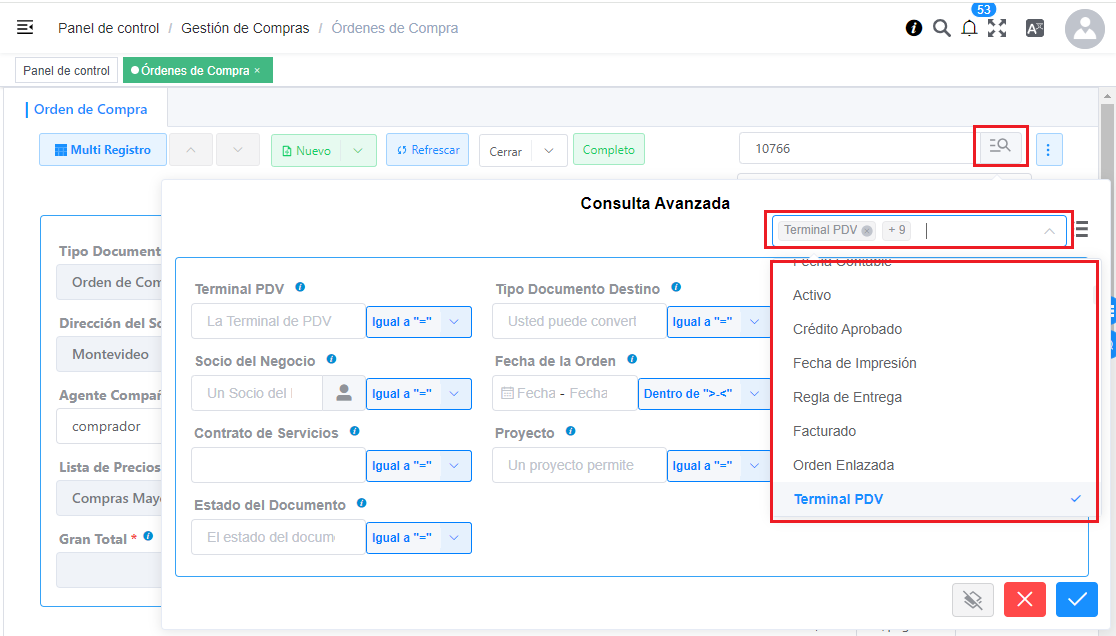 53
Panel de control / Gestión de Compras / Órdenes de Compra
Panel de control
Órdenes de Compra ×
Orden de Compra
Multi Registro
Nuevo
Refrescar
Cerrar
Completo
10766
Consulta Avanzada
Terminal PDV
+ 9
Tipo Document
Orden de Com
Dirección del So
Montevideo
Agente Compañ
comprador
Lista de Precios
Compras Mayo
Gran Total *
Terminal PDV
La Terminal de PDV
Igual a "="
Tipo Documento Destino
Usted puede convert
Igual a "="
Socio del Negocio
Un Socio del I
Igual a "="
Fecha de la Orden
Fecha - Fecha
Dentro de ">-<"
Contrato de Servicios
Igual a "="
Proyecto
Un proyecto permite
Igual a "="
Estado del Documento
El estado del docum
Igual a "="
Fecha Contable
Activo
Crédito Aprobado
Fecha de Impresión
Regla de Entrega
Facturado
Orden Enlazada
Terminal PDV